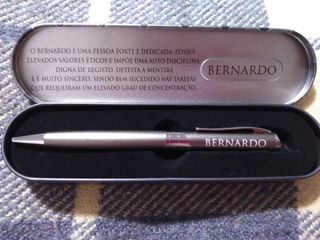 O BERNARDO É UMA PESSOA FORTE E DEDICADA. POSSUI
ELEVADOS VALORES ÉTICOS E IMPÕE UMA AUTO DISCIPLINA
DIGNA DE REGISTO. DETESTA A MENTIRA
E É MUITO SINCERO, SENDO BEM SUCEDIDO NAS TAREFAS
QUE REQUEIRAM UM ELEVADO GRAU DE CONCENTRAÇÃO.
BERNARDO
BERNARDO